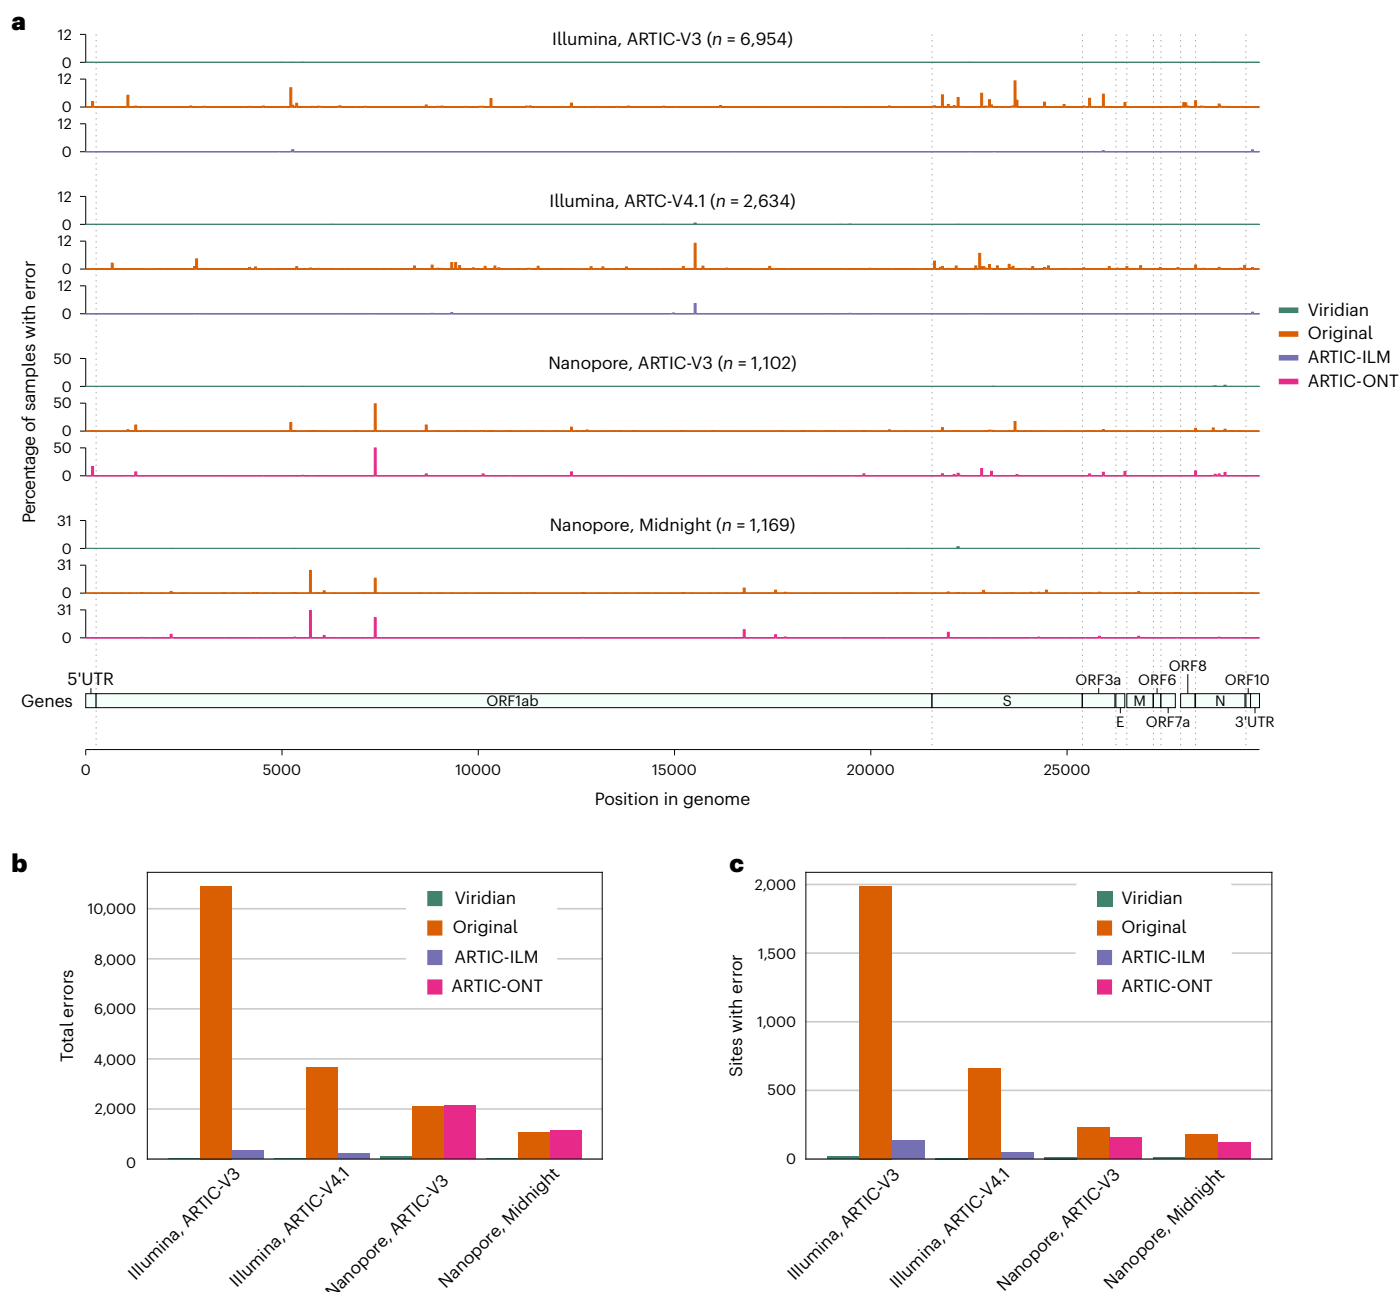 a
Illumina, ARTIC-V3 (n = 6,954)
12
0
12
0
12
0
Illumina, ARTC-V4.1 (n = 2,634)
12
0
12
0
12
0
Nanopore, ARTIC-V3 (n = 1,102)
50
0
50
0
50
0
Nanopore, Midnight (n = 1,169)
31
0
31
0
31
0
Percentage of samples with error
Viridian
Original
ARTIC-ILM
ARTIC-ONT
Genes
5'UTR
ORF1ab
S
ORF3a
E
M
ORF6
ORF7a
ORF8
N
ORF10
3'UTR
0 5000 10000 15000 20000 25000
Position in genome
b
Total errors
10,000
8,000
6,000
4,000
2,000
0
Viridian
Original
ARTIC-ILM
ARTIC-ONT
Illumina, ARTIC-V3
Illumina, ARTIC-V4.1
Nanopore, ARTIC-V3
Nanopore, Midnight
c
Sites with error
2,000
1,500
1,000
500
0
Viridian
Original
ARTIC-ILM
ARTIC-ONT
Illumina, ARTIC-V3
Illumina, ARTIC-V4.1
Nanopore, ARTIC-V3
Nanopore, Midnight